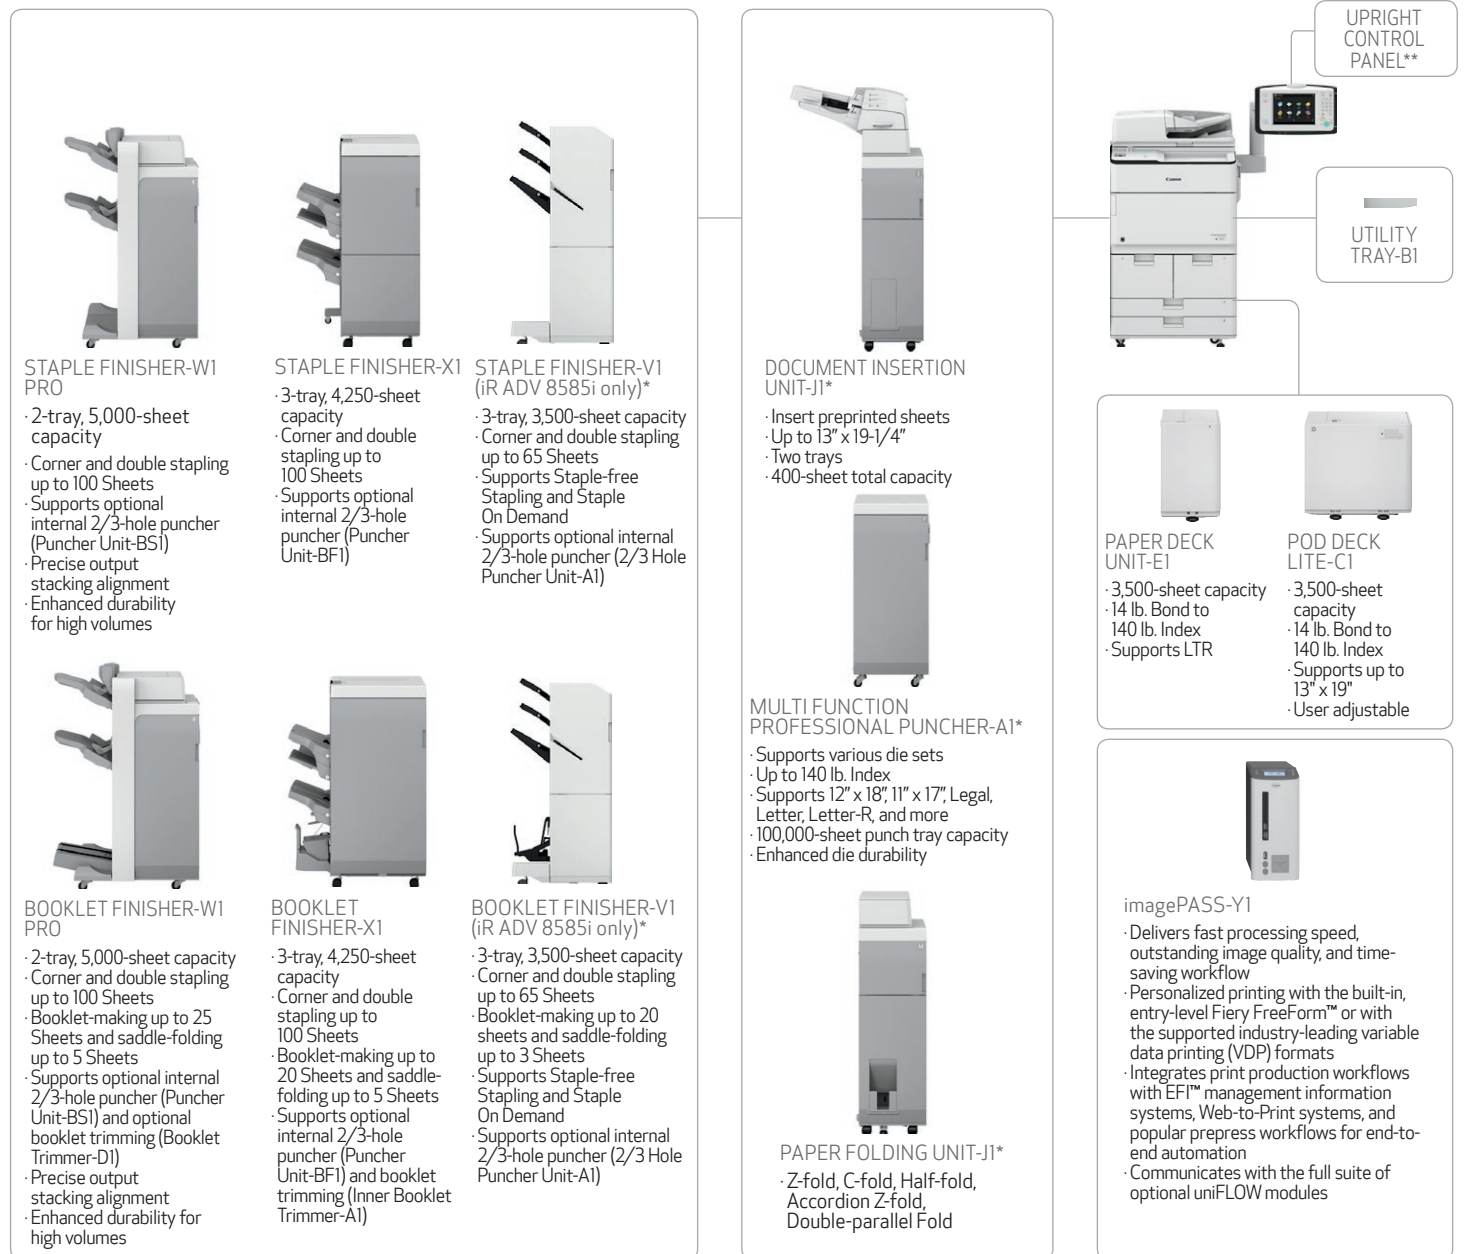 UPRIGHT
CONTROL
PANEL**
Canon
UTILITY
TRAY-B1
STAPLE FINISHER-W1
PRO
· 2-tray, 5,000-sheet
capacity
· Corner and double stapling
up to 100 Sheets
· Supports optional
internal 2/3-hole puncher
(Puncher Unit-BS1)
· Precise output
stacking alignment
· Enhanced durability
for high volumes
STAPLE FINISHER-X1
· 3-tray, 4,250-sheet
capacity
· Corner and double
stapling up to
100 Sheets
· Supports optional
internal 2/3-hole
puncher (Puncher
Unit-BF1)
STAPLE FINISHER-V1
(iR ADV 8585i only)*
· 3-tray, 3,500-sheet capacity
· Corner and double stapling
up to 65 Sheets
· Supports Staple-free
Stapling and Staple
On Demand
· Supports optional internal
2/3-hole puncher (2/3 Hole
Puncher Unit-A1)
BOOKLET FINISHER-W1
PRO
· 2-tray, 5,000-sheet capacity
· Corner and double stapling
up to 100 Sheets
· Booklet-making up to 25
Sheets and saddle-folding
up to 5 Sheets
· Supports optional internal
2/3-hole puncher (Puncher
Unit-BS1) and optional
booklet trimming (Booklet
Trimmer-D1)
· Precise output
stacking alignment
· Enhanced durability for
high volumes
BOOKLET
FINISHER-X1
· 3-tray, 4,250-sheet
capacity
· Corner and double
stapling up to
100 Sheets
· Booklet-making up to
20 Sheets and saddle-
folding up to 5 Sheets
· Supports optional
internal 2/3-hole
puncher (Puncher
Unit-BF1) and booklet
trimming (Inner Booklet
Trimmer-A1)
BOOKLET FINISHER-V1
(iR ADV 8585i only)*
· 3-tray, 3,500-sheet capacity
· Corner and double stapling
up to 65 Sheets
· Booklet-making up to 20
sheets and saddle-folding
up to 3 Sheets
· Supports Staple-free
Stapling and Staple
On Demand
· Supports optional internal
2/3-hole puncher (2/3 Hole
Puncher Unit-A1)
DOCUMENT INSERTION
UNIT-J1*
· Insert preprinted sheets
· Up to 13” x 19-1/4”
· Two trays
· 400-sheet total capacity
MULTI FUNCTION
PROFESSIONAL PUNCHER-A1*
· Supports various die sets
· Up to 140 lb. Index
· Supports 12” x 18”, 11” x 17”, Legal,
Letter, Letter-R, and more
· 100,000-sheet punch tray capacity
· Enhanced die durability
PAPER FOLDING UNIT-J1*
· Z-fold, C-fold, Half-fold,
Accordion Z-fold,
Double-parallel Fold
PAPER DECK
UNIT-E1
· 3,500-sheet capacity
· 14 lb. Bond to
140 lb. Index
· Supports LTR
POD DECK
LITE-C1
· 3,500-sheet
capacity
· 14 lb. Bond to
140 lb. Index
· Supports up to
13" x 19"
· User adjustable
imagePASS-Y1
· Delivers fast processing speed,
outstanding image quality, and time-
saving workflow
· Personalized printing with the built-in,
entry-level Fiery FreeForm™ or with
the supported industry-leading variable
data printing (VDP) formats
· Integrates print production workflows
with EFI™ management information
systems, Web-to-Print systems, and
popular prepress workflows for end-to-
end automation
· Communicates with the full suite of
optional uniFLOW modules